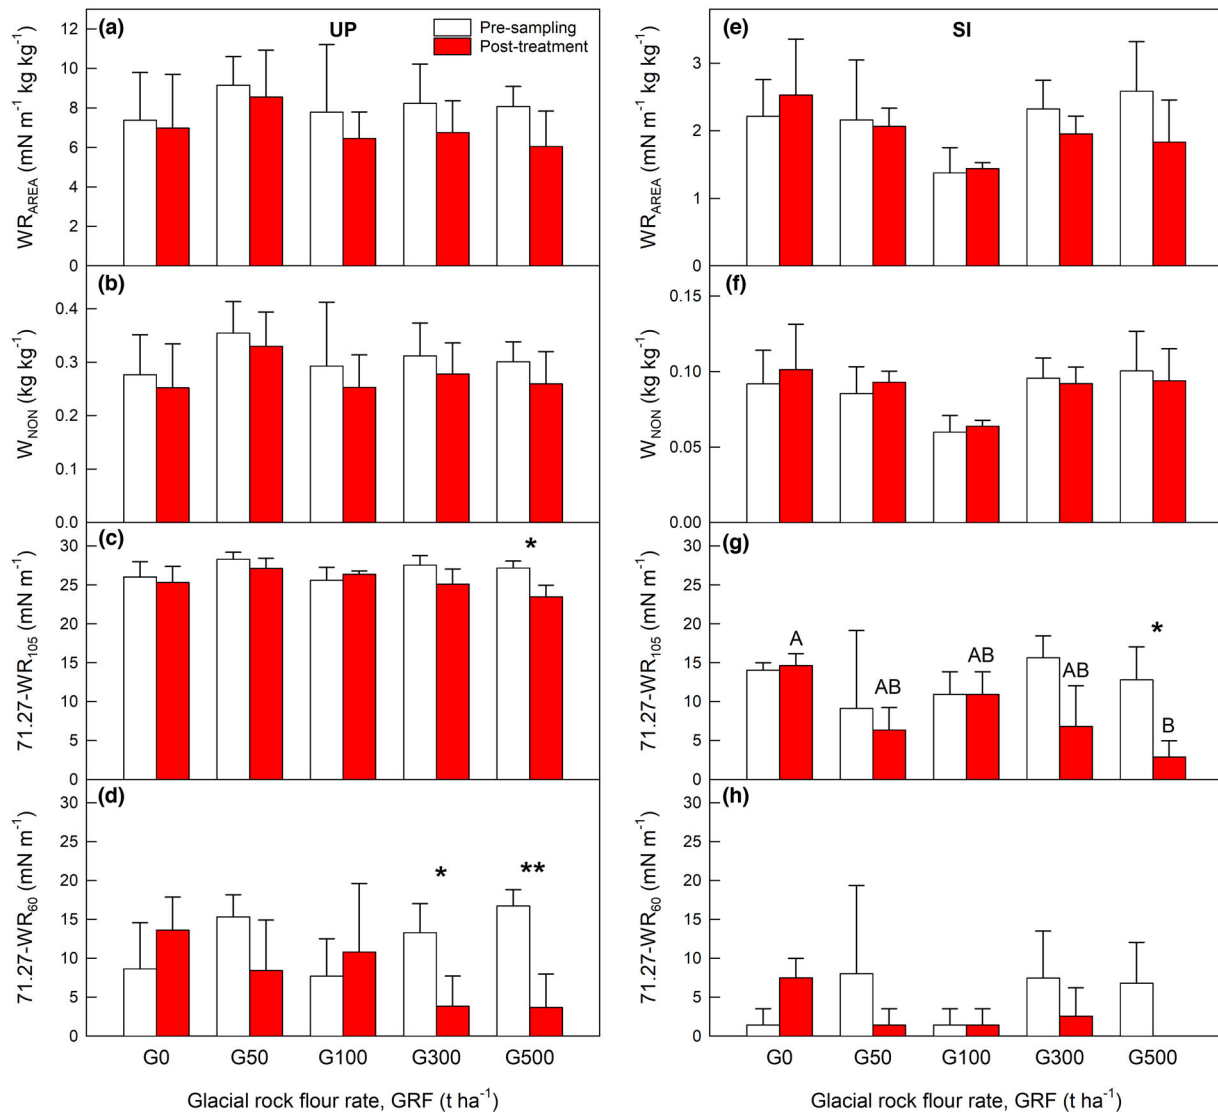 (a)
UP
Pre-sampling
Post-treatment
12
10
8
6
4
2
0
WR_AREA (mN m⁻¹ kg kg⁻¹)
(b)
0.4
0.3
0.2
0.1
0.0
W_NON (kg kg⁻¹)
(c)
*
30
25
20
15
10
5
0
71.27-WR₁₀₅ (mN m⁻¹)
(d)
* **
30
25
20
15
10
5
0
71.27-WR₆₀ (mN m⁻¹)
G0 G50 G100 G300 G500
Glacial rock flour rate, GRF (t ha⁻¹)
(e)
SI
3
2
1
0
WR_AREA (mN m⁻¹ kg kg⁻¹)
(f)
0.15
0.10
0.05
0.00
W_NON (kg kg⁻¹)
(g)
*
A AB AB AB B
30
25
20
15
10
5
0
71.27-WR₁₀₅ (mN m⁻¹)
(h)
30
25
20
15
10
5
0
71.27-WR₆₀ (mN m⁻¹)
G0 G50 G100 G300 G500
Glacial rock flour rate, GRF (t ha⁻¹)